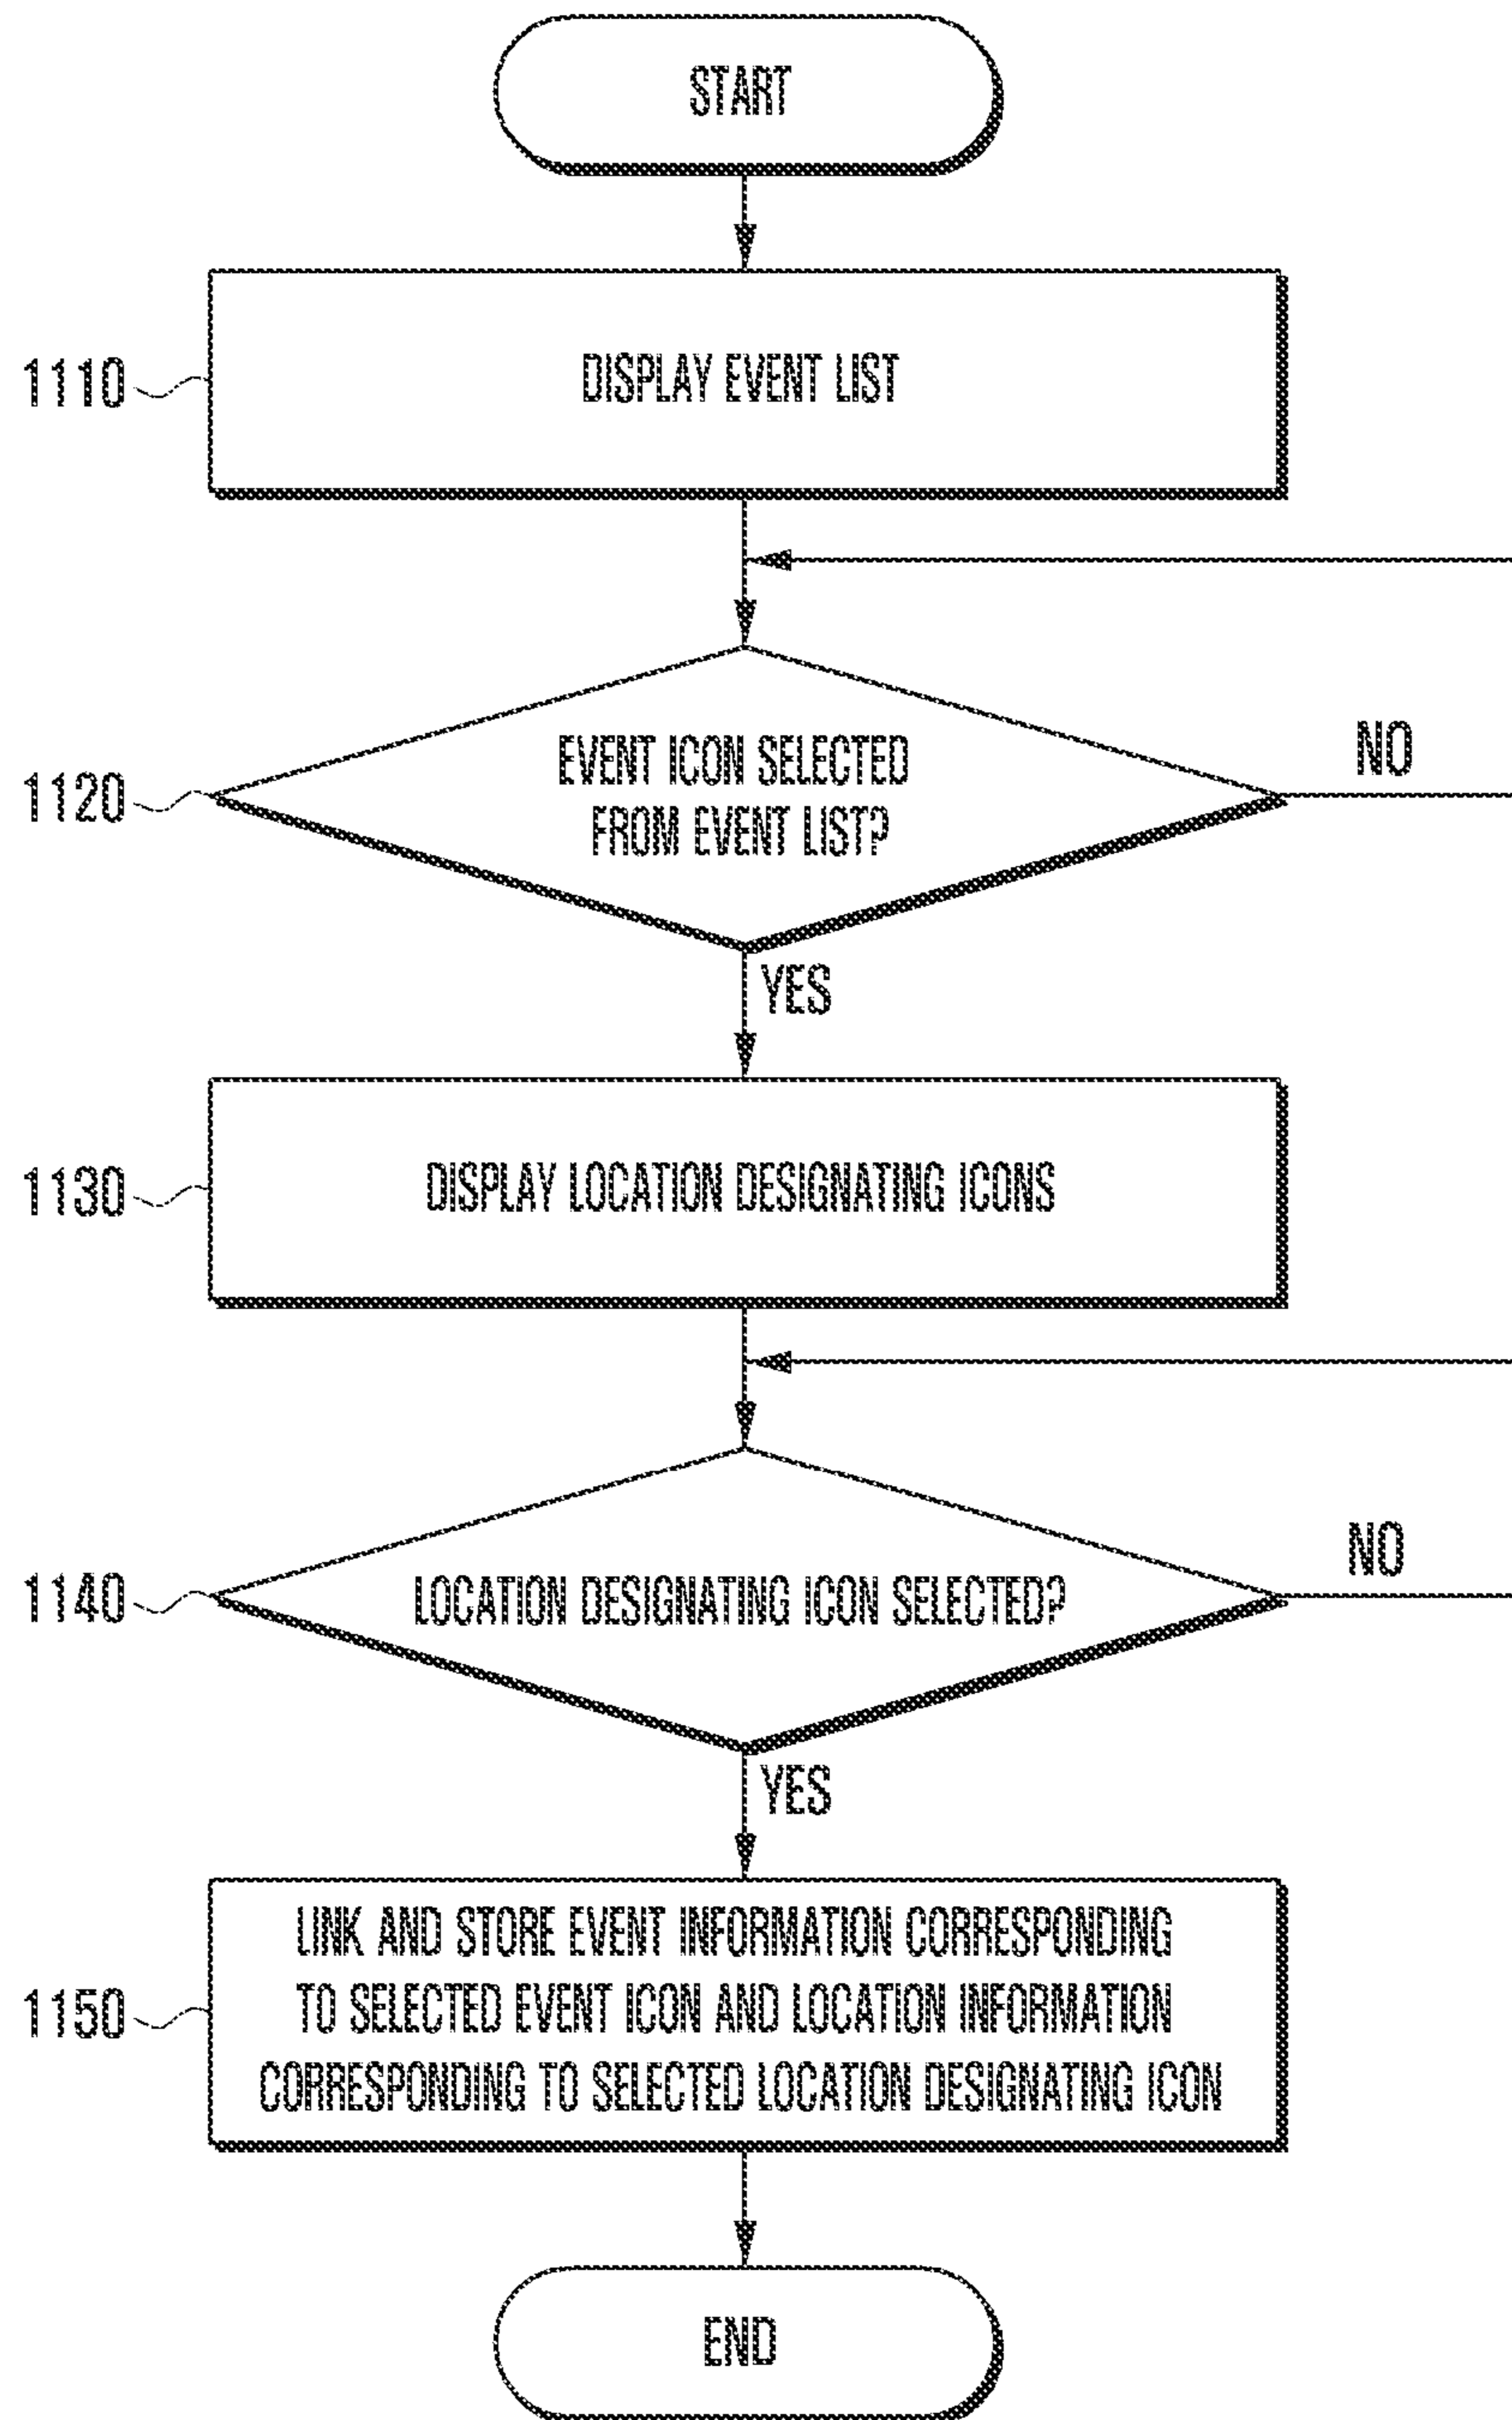 START
1110
DISPLAY EVENT LIST
1120
EVENT ICON SELECTED
FROM EVENT LIST?
NO
YES
1130
DISPLAY LOCATION DESIGNATING ICONS
1140
LOCATION DESIGNATING ICON SELECTED?
NO
YES
1150
LINK AND STORE EVENT INFORMATION CORRESPONDING
TO SELECTED EVENT ICON AND LOCATION INFORMATION
CORRESPONDING TO SELECTED LOCATION DESIGNATING ICON
END